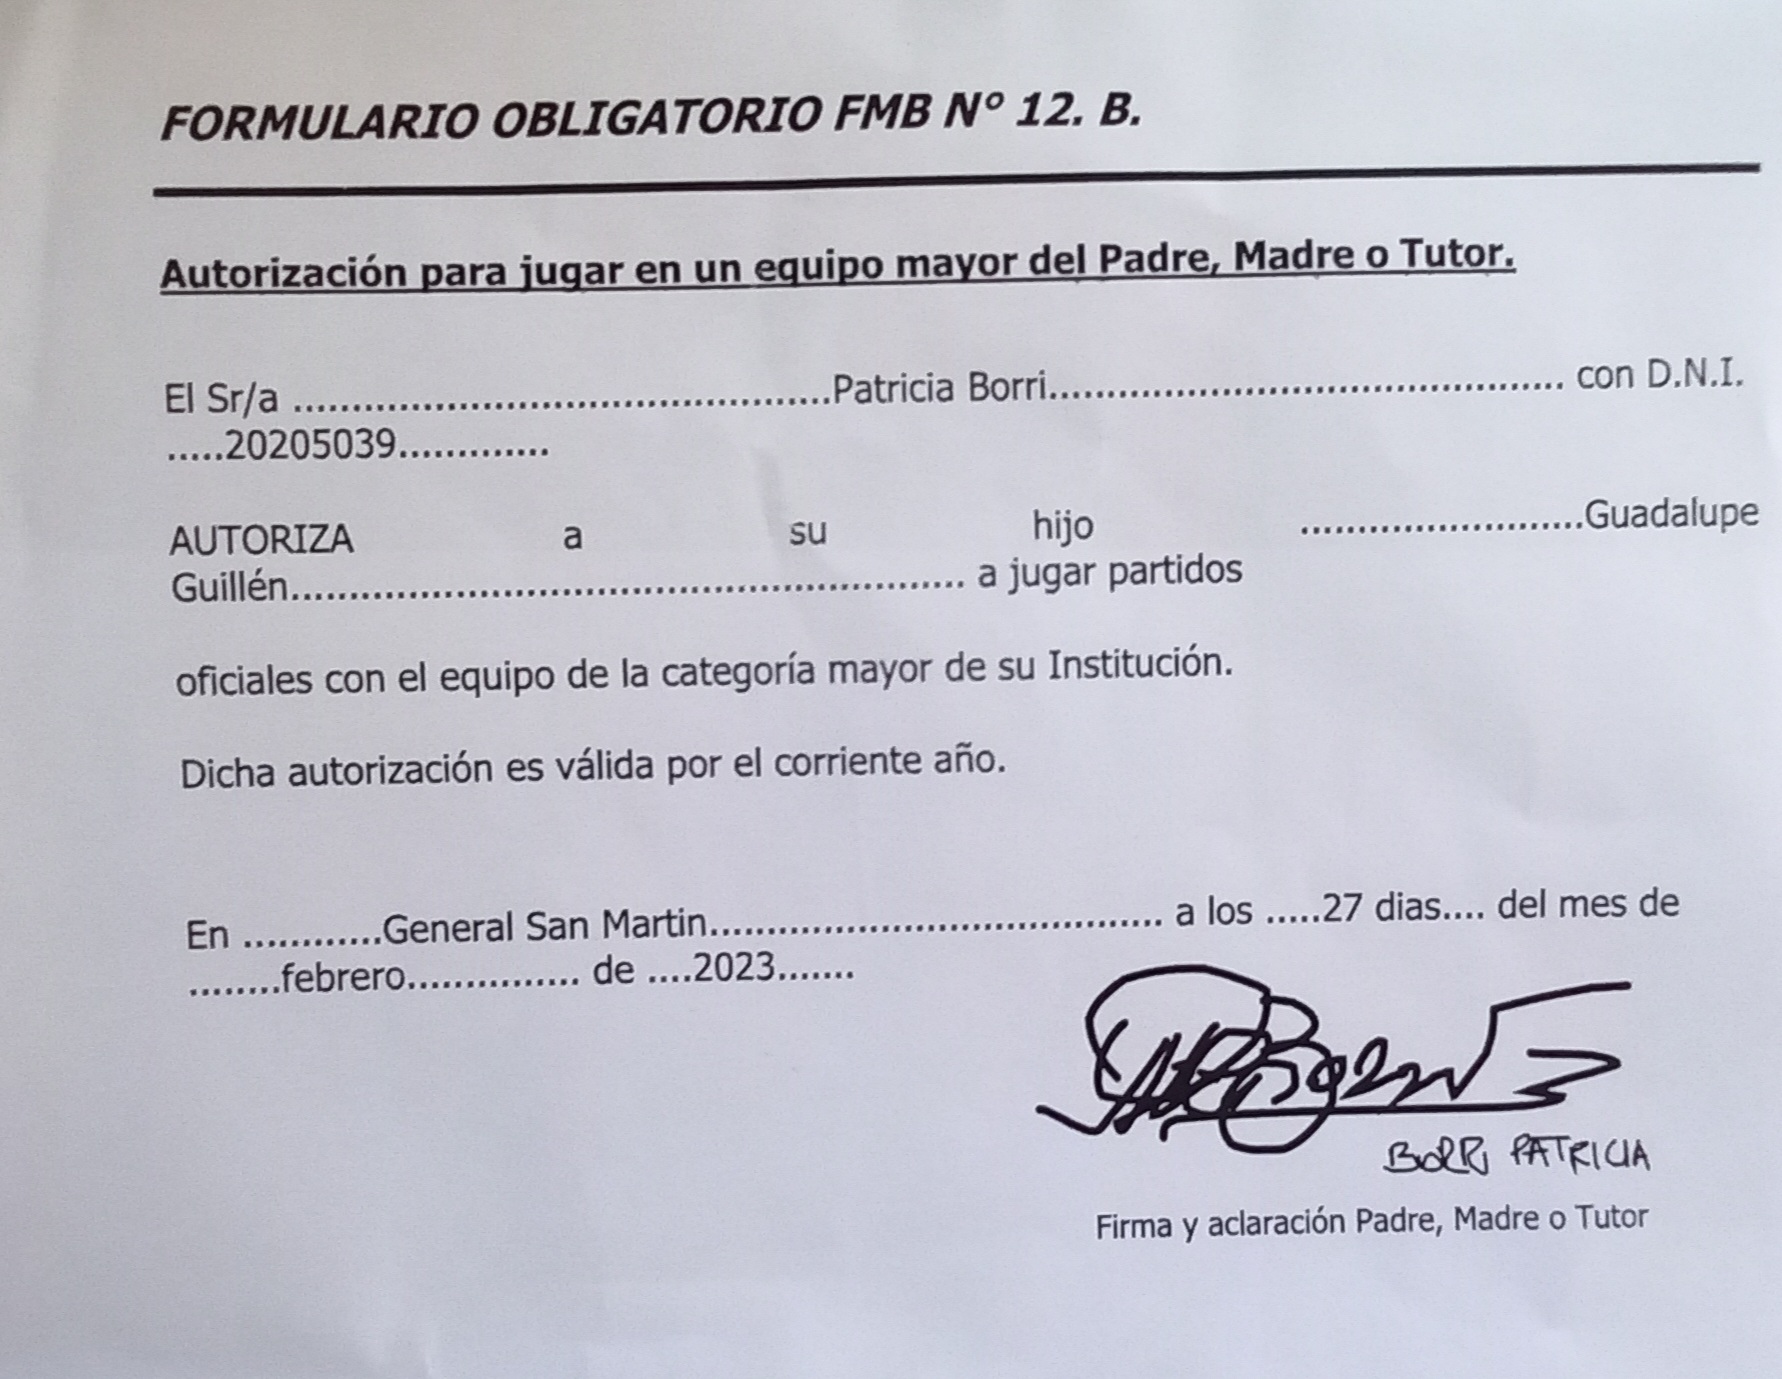 FORMULARIO OBLIGATORIO FMB N° 12. B.
Autorización para jugar en un equipo mayor del Padre, Madre o Tutor.
El Sr/a ..............................................Patricia Borri............................................ con D.N.I.
.....20205039.............
AUTORIZA a su hijo ........................Guadalupe
Guillén.......................................................... a jugar partidos
oficiales con el equipo de la categoría mayor de su Institución.
Dicha autorización es válida por el corriente año.
En ............General San Martin....................................... a los .....27 dias.... del mes de
........febrero............... de ....2023.......
BORRI PATRICIA
Firma y aclaración Padre, Madre o Tutor